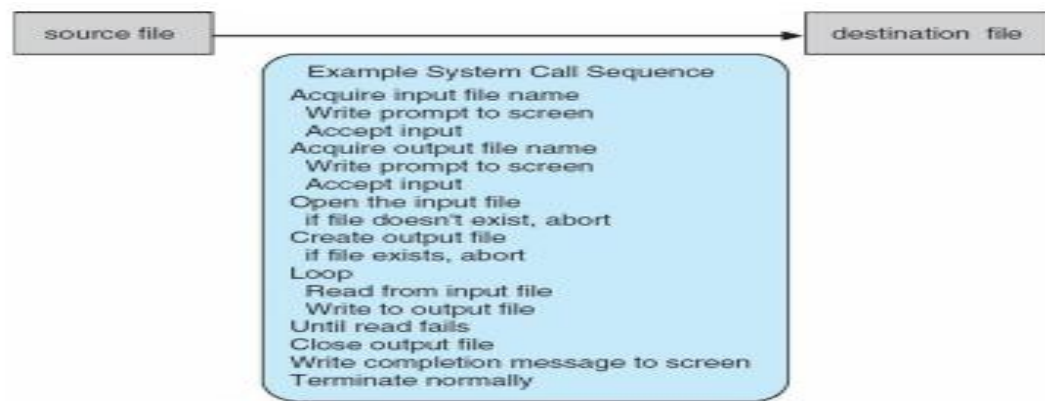 source file
destination file
Example System Call Sequence
Acquire input file name
Write prompt to screen
Accept input
Acquire output file name
Write prompt to screen
Accept input
Open the input file
if file doesn't exist, abort
Create output file
if file exists, abort
Loop
Read from input file
Write to output file
Until read fails
Close output file
Write completion message to screen
Terminate normally